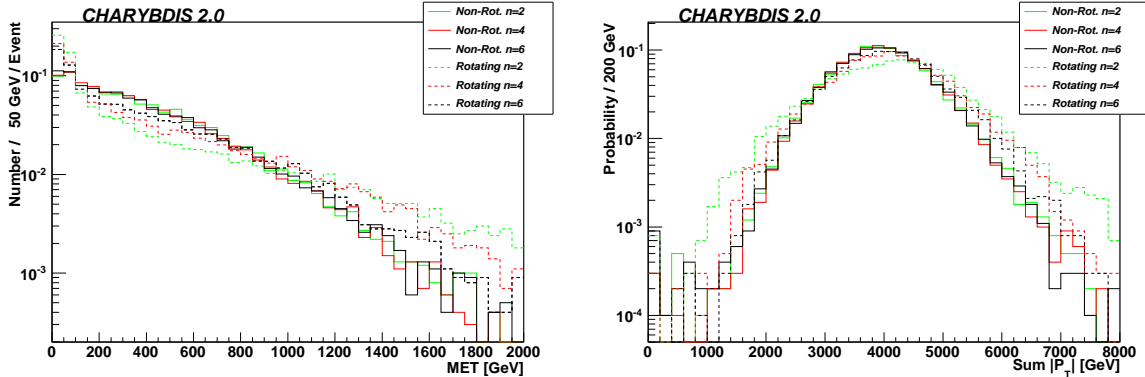 CHARYBDIS 2.0
Number / 50 GeV / Event
10^-1
10^-2
10^-3
0 200 400 600 800 1000 1200 1400 1600 1800 2000
MET [GeV]
Non-Rot. n=2
Non-Rot. n=4
Non-Rot. n=6
Rotating n=2
Rotating n=4
Rotating n=6
CHARYBDIS 2.0
Probability / 200 GeV
10^-1
10^-2
10^-3
10^-4
0 1000 2000 3000 4000 5000 6000 7000 8000
Sum |P_T| [GeV]
Non-Rot. n=2
Non-Rot. n=4
Non-Rot. n=6
Rotating n=2
Rotating n=4
Rotating n=6